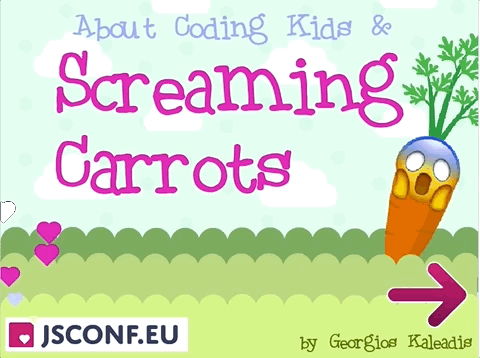 About Coding Kids &
Screaming
Carrots
JSCONF.EU
by Georgios Kaleadis